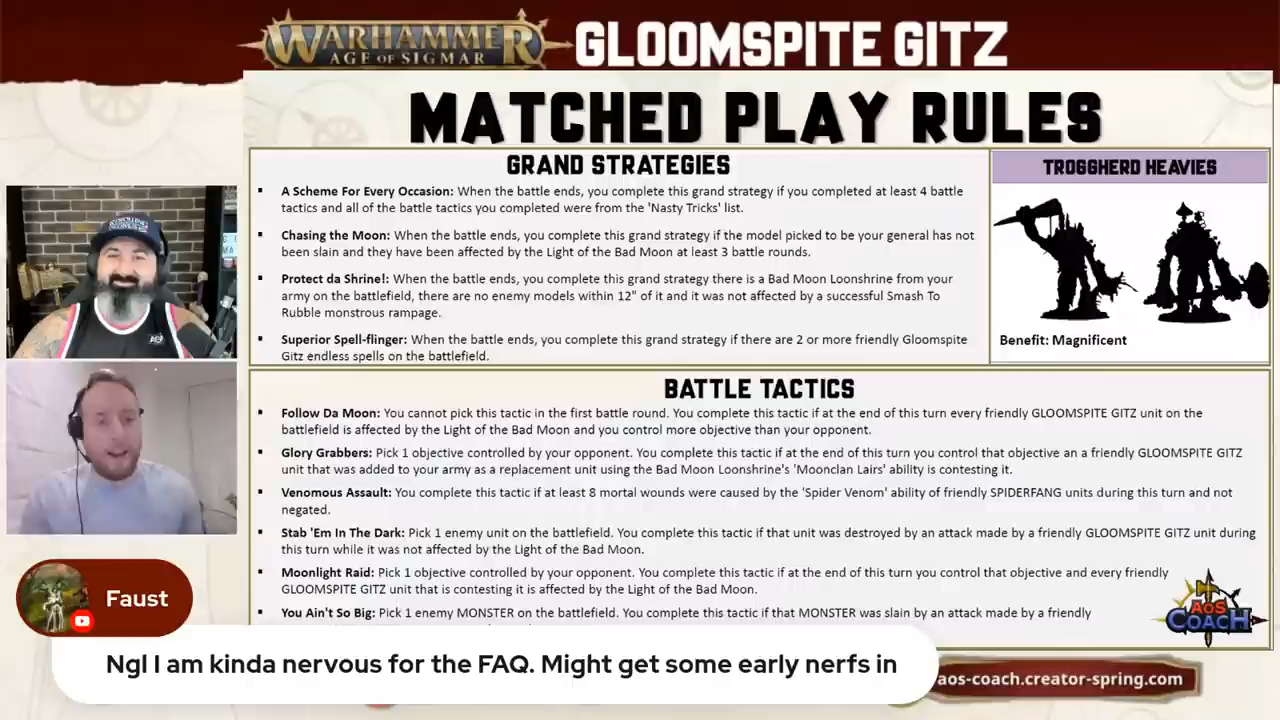 WARHAMMER
AGE OF SIGMAR
GLOOMSPITE GITZ
MATCHED PLAY RULES
GRAND STRATEGIES
▪ A Scheme For Every Occasion: When the battle ends, you complete this grand strategy if you completed at least 4 battle
tactics and all of the battle tactics you completed were from the 'Nasty Tricks' list.
▪ Chasing the Moon: When the battle ends, you complete this grand strategy if the model picked to be your general has not
been slain and they have been affected by the Light of the Bad Moon at least 3 battle rounds.
▪ Protect da Shrine!: When the battle ends, you complete this grand strategy there is a Bad Moon Loonshrine from your
army on the battlefield, there are no enemy models within 12" of it and it was not affected by a successful Smash To
Rubble monstrous rampage.
▪ Superior Spell-flinger: When the battle ends, you complete this grand strategy if there are 2 or more friendly Gloomspite
Gitz endless spells on the battlefield.
TROGGHERD HEAVIES
Benefit: Magnificent
BATTLE TACTICS
▪ Follow Da Moon: You cannot pick this tactic in the first battle round. You complete this tactic if at the end of this turn every friendly GLOOMSPITE GITZ unit on the
battlefield is affected by the Light of the Bad Moon and you control more objective than your opponent.
▪ Glory Grabbers: Pick 1 objective controlled by your opponent. You complete this tactic if at the end of this turn you control that objective an a friendly GLOOMSPITE GITZ
unit that was added to your army as a replacement unit using the Bad Moon Loonshrine's 'Moonclan Lairs' ability is contesting it.
▪ Venomous Assault: You complete this tactic if at least 8 mortal wounds were caused by the 'Spider Venom' ability of friendly SPIDERFANG units during this turn and not
negated.
▪ Stab 'Em In The Dark: Pick 1 enemy unit on the battlefield. You complete this tactic if that unit was destroyed by an attack made by a friendly GLOOMSPITE GITZ unit during
this turn while it was not affected by the Light of the Bad Moon.
▪ Moonlight Raid: Pick 1 objective controlled by your opponent. You complete this tactic if at the end of this turn you control that objective and every friendly
GLOOMSPITE GITZ unit that is contesting it is affected by the Light of the Bad Moon.
▪ You Ain't So Big: Pick 1 enemy MONSTER on the battlefield. You complete this tactic if that MONSTER was slain by an attack made by a friendly
AoS
COACH
Faust
Ngl I am kinda nervous for the FAQ. Might get some early nerfs in
aos-coach.creator-spring.com